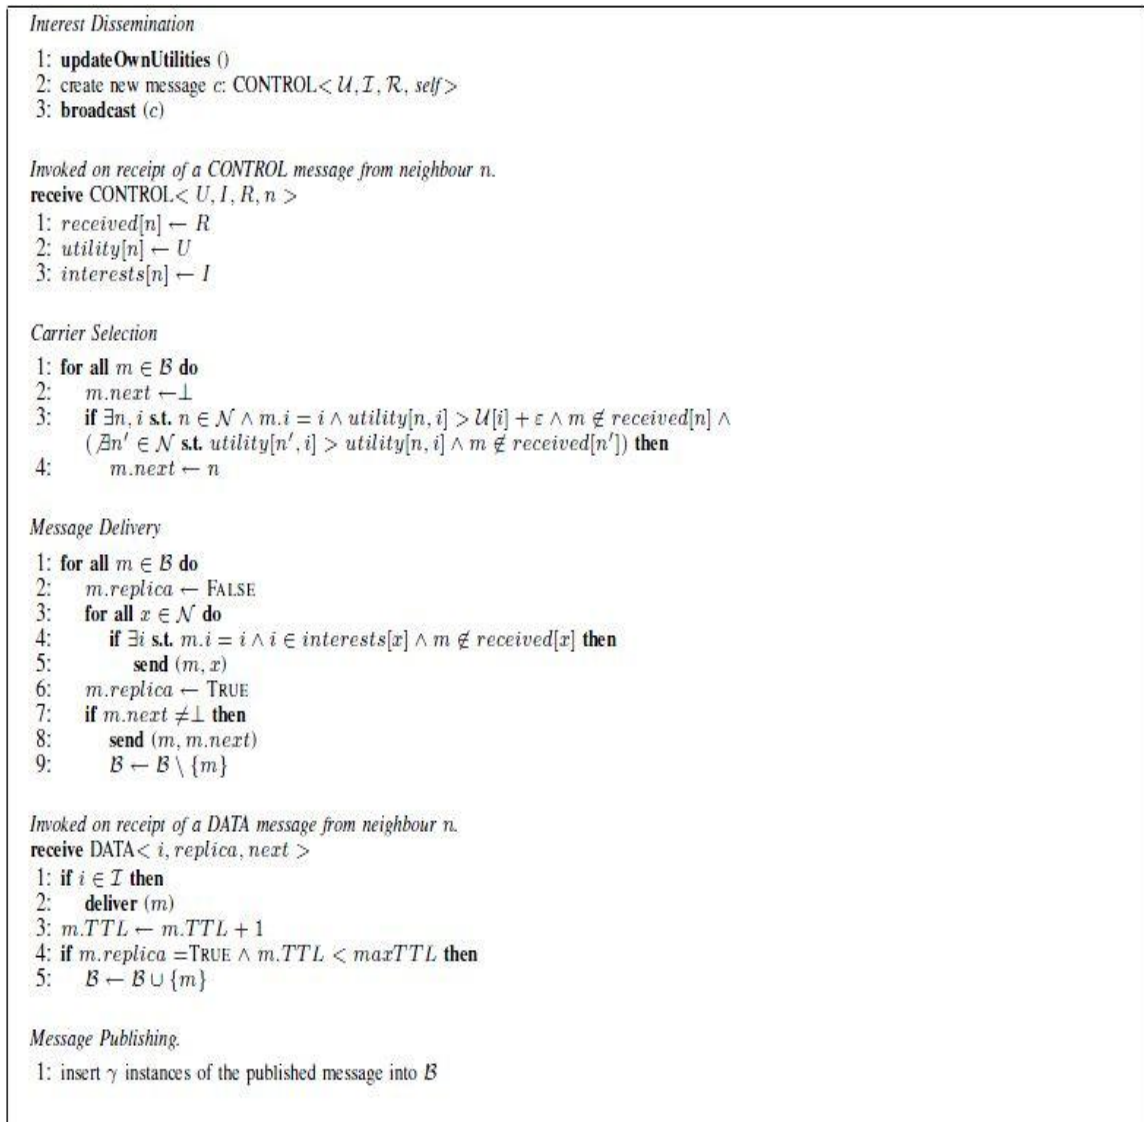 Interest Dissemination
1: updateOwnUtilities ()
2: create new message c: CONTROL< 𝒰, ℐ, ℛ, self >
3: broadcast (c)
Invoked on receipt of a CONTROL message from neighbour n.
receive CONTROL< U, I, R, n >
1: received[n] ← R
2: utility[n] ← U
3: interests[n] ← I
Carrier Selection
1: for all m ∈ ℬ do
2: m.next ←⊥
3: if ∃n, i s.t. n ∈ 𝒩 ∧ m.i = i ∧ utility[n, i] > 𝒰[i] + ε ∧ m ∉ received[n] ∧
( ∄n′ ∈ 𝒩 s.t. utility[n′, i] > utility[n, i] ∧ m ∉ received[n′]) then
4: m.next ← n
Message Delivery
1: for all m ∈ ℬ do
2: m.replica ← FALSE
3: for all x ∈ 𝒩 do
4: if ∃i s.t. m.i = i ∧ i ∈ interests[x] ∧ m ∉ received[x] then
5: send (m, x)
6: m.replica ← TRUE
7: if m.next ≠⊥ then
8: send (m, m.next)
9: ℬ ← ℬ \ {m}
Invoked on receipt of a DATA message from neighbour n.
receive DATA< i, replica, next >
1: if i ∈ ℐ then
2: deliver (m)
3: m.TTL ← m.TTL + 1
4: if m.replica =TRUE ∧ m.TTL < maxTTL then
5: ℬ ← ℬ ∪ {m}
Message Publishing.
1: insert γ instances of the published message into ℬ